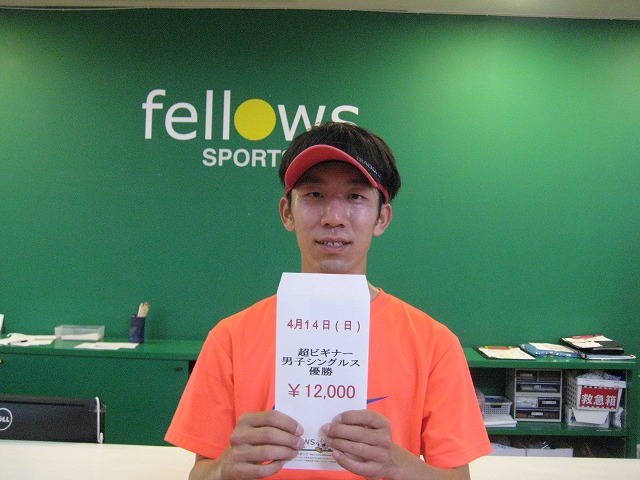 fellows
SPORTS
4月14日(日)
超ビギナー
男子シングルス
優勝
￥12,000
DELL
救急箱